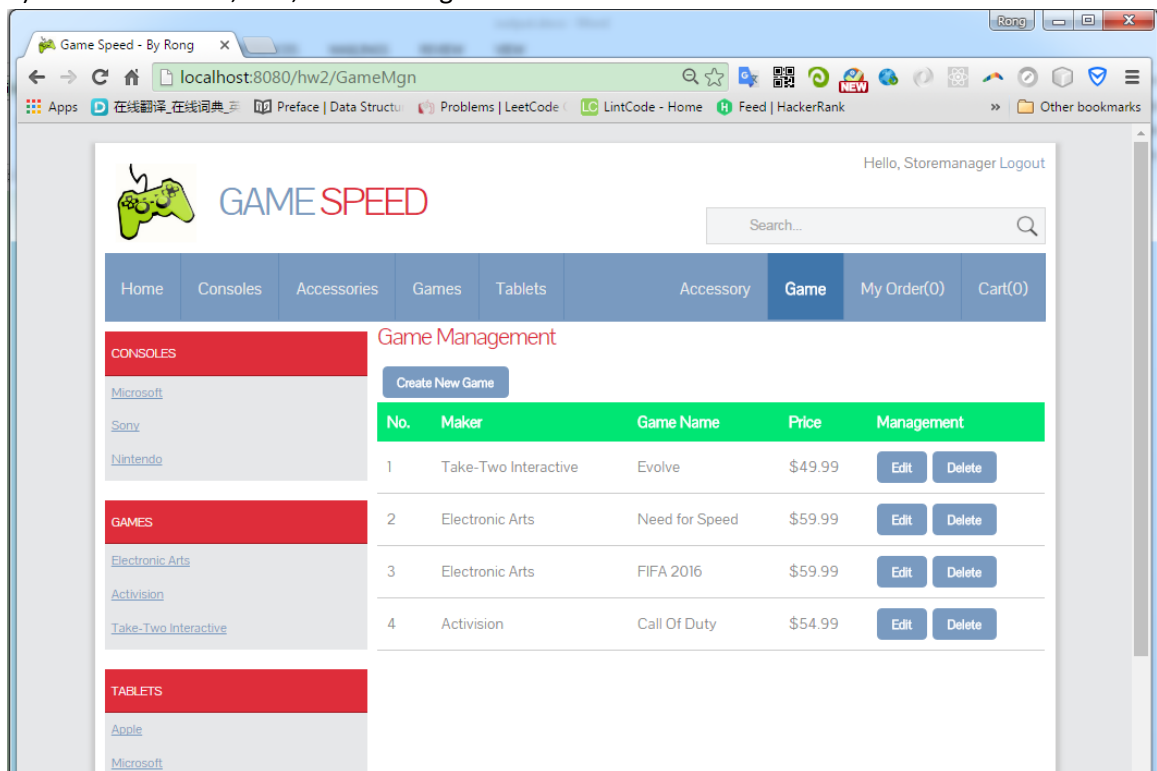 Rong
Game Speed - By Rong
localhost:8080/hw2/GameMgn
NEW
Apps
在线翻译_在线词典_
Preface | Data Structu
Problems | LeetCode
LC LintCode - Home
Feed | HackerRank
»
Other bookmarks
Hello, Storemanager Logout
GAME SPEED
Search...
Home Consoles Accessories Games Tablets Accessory Game My Order(0) Cart(0)
CONSOLES
Microsoft
Sony
Nintendo
GAMES
Electronic Arts
Activision
Take-Two Interactive
TABLETS
Apple
Microsoft
Game Management
Create New Game
No. Maker Game Name Price Management
1 Take-Two Interactive Evolve $49.99 Edit Delete
2 Electronic Arts Need for Speed $59.99 Edit Delete
3 Electronic Arts FIFA 2016 $59.99 Edit Delete
4 Activision Call Of Duty $54.99 Edit Delete